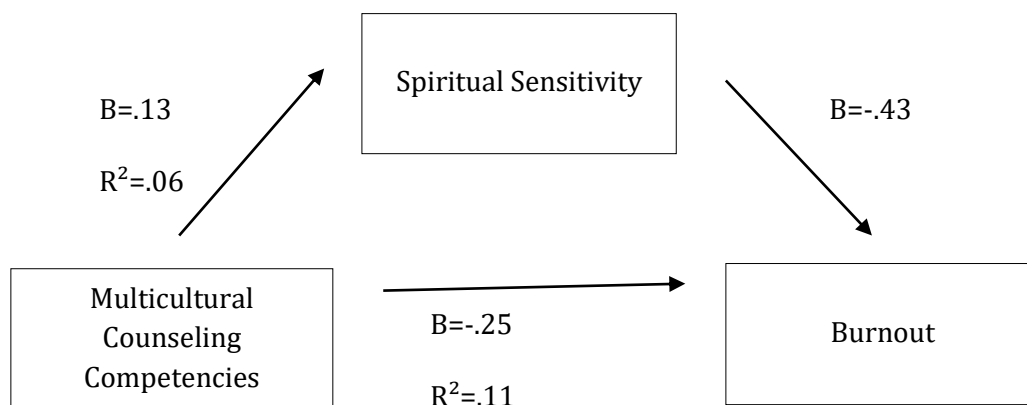 Spiritual Sensitivity
B=.13
R²=.06
B=-.43
Multicultural
Counseling
Competencies
B=-.25
R²=.11
Burnout